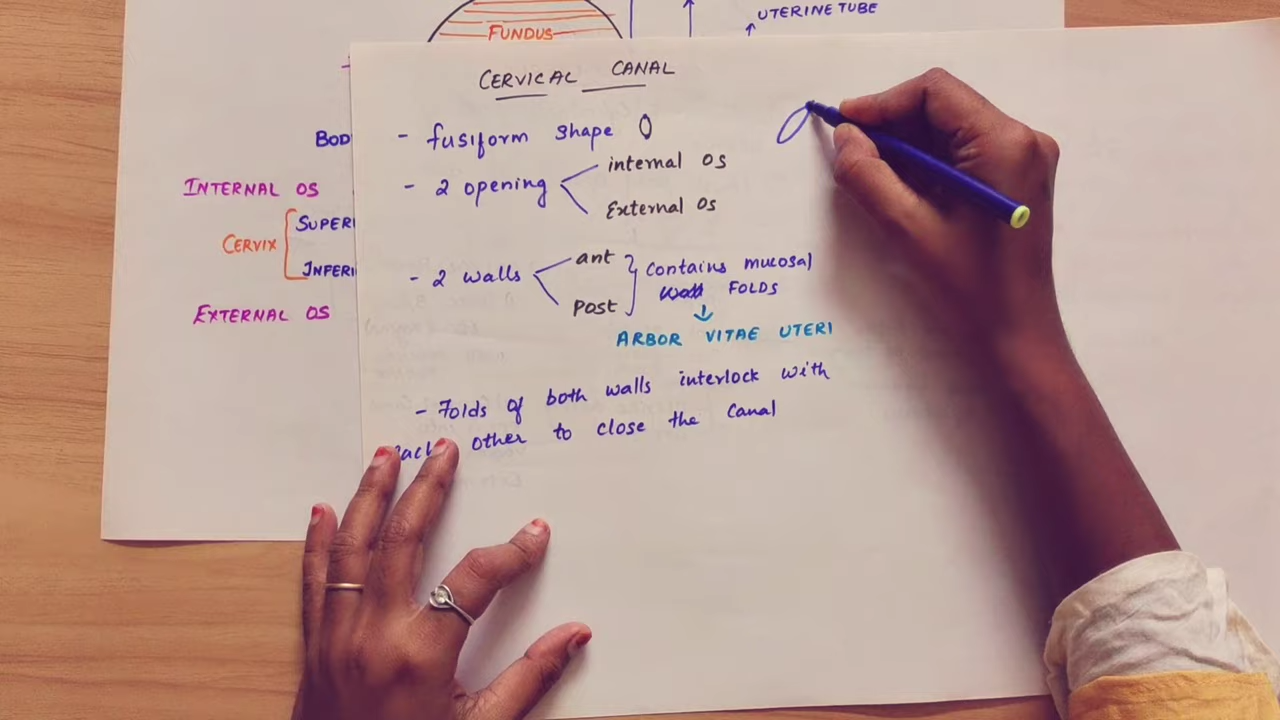 UTERINE TUBE
FUNDUS
CERVICAL CANAL
BOD
- fusiform shape
- 2 opening
internal os
External os
INTERNAL OS
SUPERI
CERVIX
INFERI
EXTERNAL OS
- 2 walls
ant
post
Contains mucosal
wall FOLDS
ARBOR VITAE UTERI
- Folds of both walls interlock with
each other to close the canal